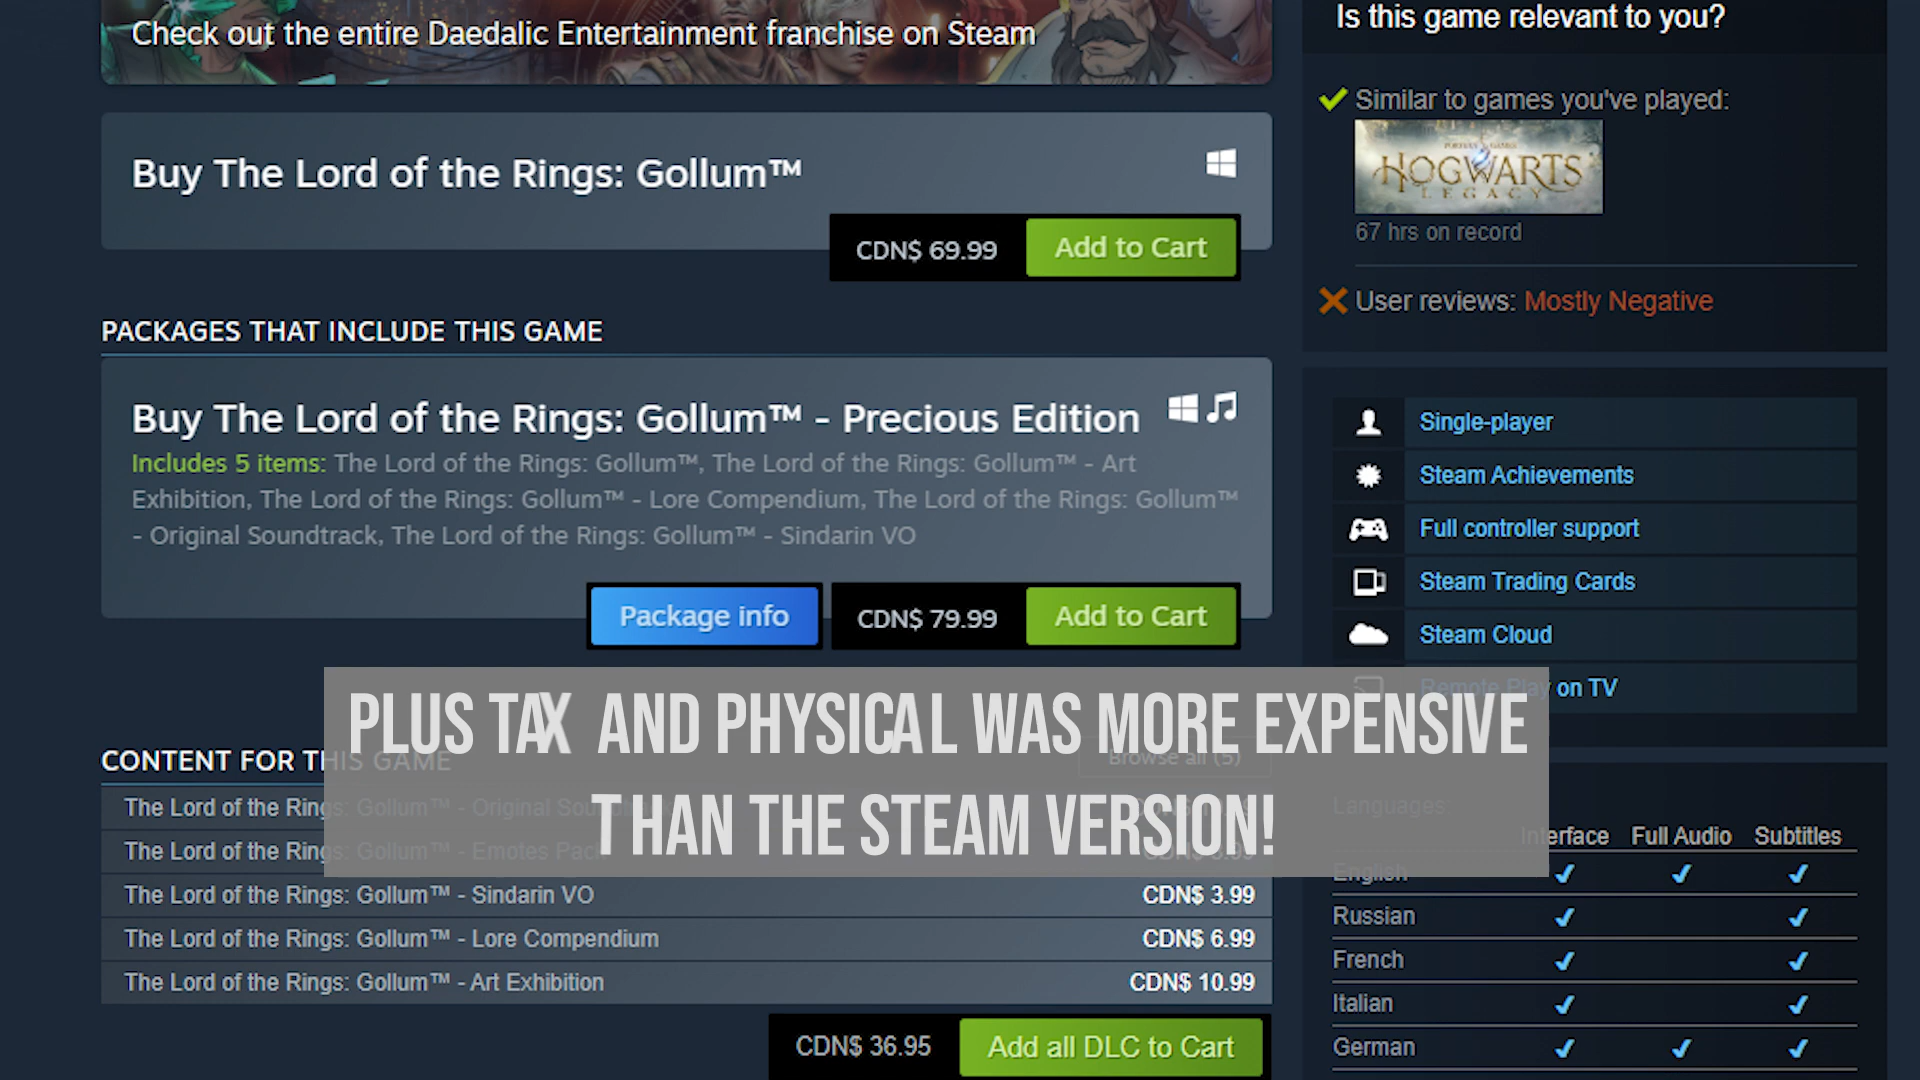 Check out the entire Daedalic Entertainment franchise on Steam
Buy The Lord of the Rings: Gollum™
CDN$ 69.99
Add to Cart
PACKAGES THAT INCLUDE THIS GAME
Buy The Lord of the Rings: Gollum™ - Precious Edition
Includes 5 items: The Lord of the Rings: Gollum™, The Lord of the Rings: Gollum™ - Art
Exhibition, The Lord of the Rings: Gollum™ - Lore Compendium, The Lord of the Rings: Gollum™
- Original Soundtrack, The Lord of the Rings: Gollum™ - Sindarin VO
Package info
CDN$ 79.99
Add to Cart
PLUS TAX AND PHYSICAL WAS MORE EXPENSIVE
THAN THE STEAM VERSION!
CONTENT FOR THIS GAME
Browse all (5)
The Lord of the Rings: Gollum™ - Original
The Lord of the Rings: Gollum™ - Emotes Pack
The Lord of the Rings: Gollum™ - Sindarin VO
CDN$ 3.99
The Lord of the Rings: Gollum™ - Lore Compendium
CDN$ 6.99
The Lord of the Rings: Gollum™ - Art Exhibition
CDN$ 10.99
CDN$ 36.95
Add all DLC to Cart
Is this game relevant to you?
Similar to games you've played:
PORTKEY GAMES
HOGWARTS
LEGACY
67 hrs on record
User reviews: Mostly Negative
Single-player
Steam Achievements
Full controller support
Steam Trading Cards
Steam Cloud
Remote Play on TV
Languages:
Interface Full Audio Subtitles
English
Russian
French
Italian
German